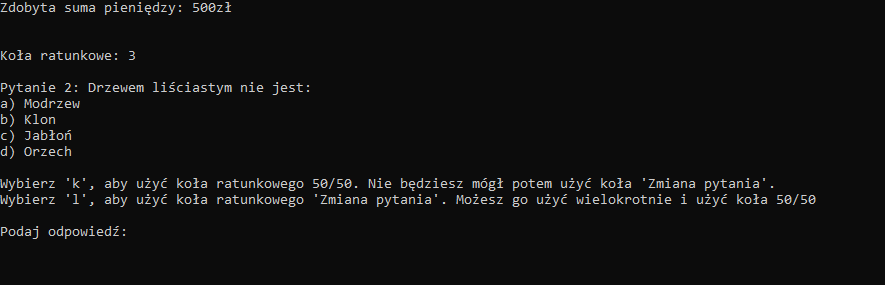 Zdobyta suma pieniędzy: 500zł
Koła ratunkowe: 3
Pytanie 2: Drzewem liściastym nie jest:
a) Modrzew
b) Klon
c) Jabłoń
d) Orzech
Wybierz 'k', aby użyć koła ratunkowego 50/50. Nie będziesz mógł potem użyć koła 'Zmiana pytania'.
Wybierz 'l', aby użyć koła ratunkowego 'Zmiana pytania'. Możesz go użyć wielokrotnie i użyć koła 50/50
Podaj odpowiedź: